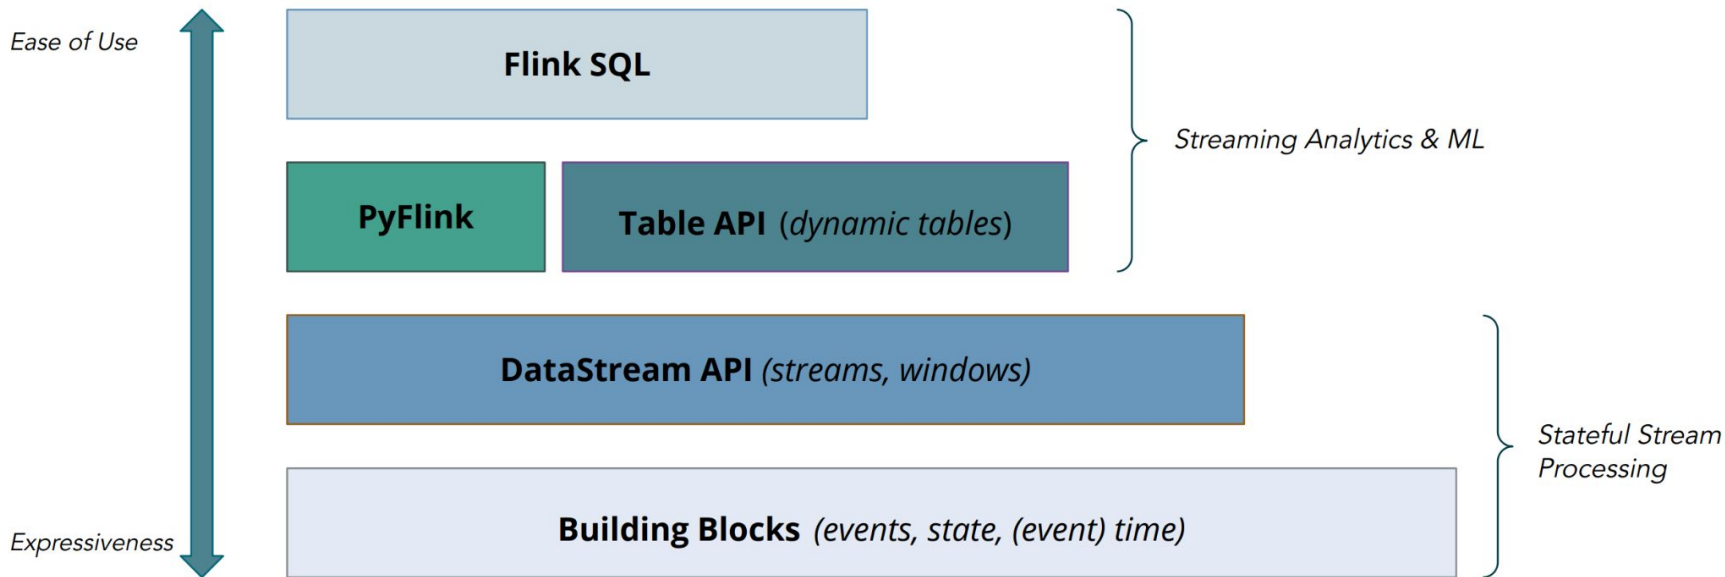 Ease of Use
Flink SQL
Streaming Analytics & ML
PyFlink
Table API (dynamic tables)
DataStream API (streams, windows)
Stateful Stream
Processing
Building Blocks (events, state, (event) time)
Expressiveness